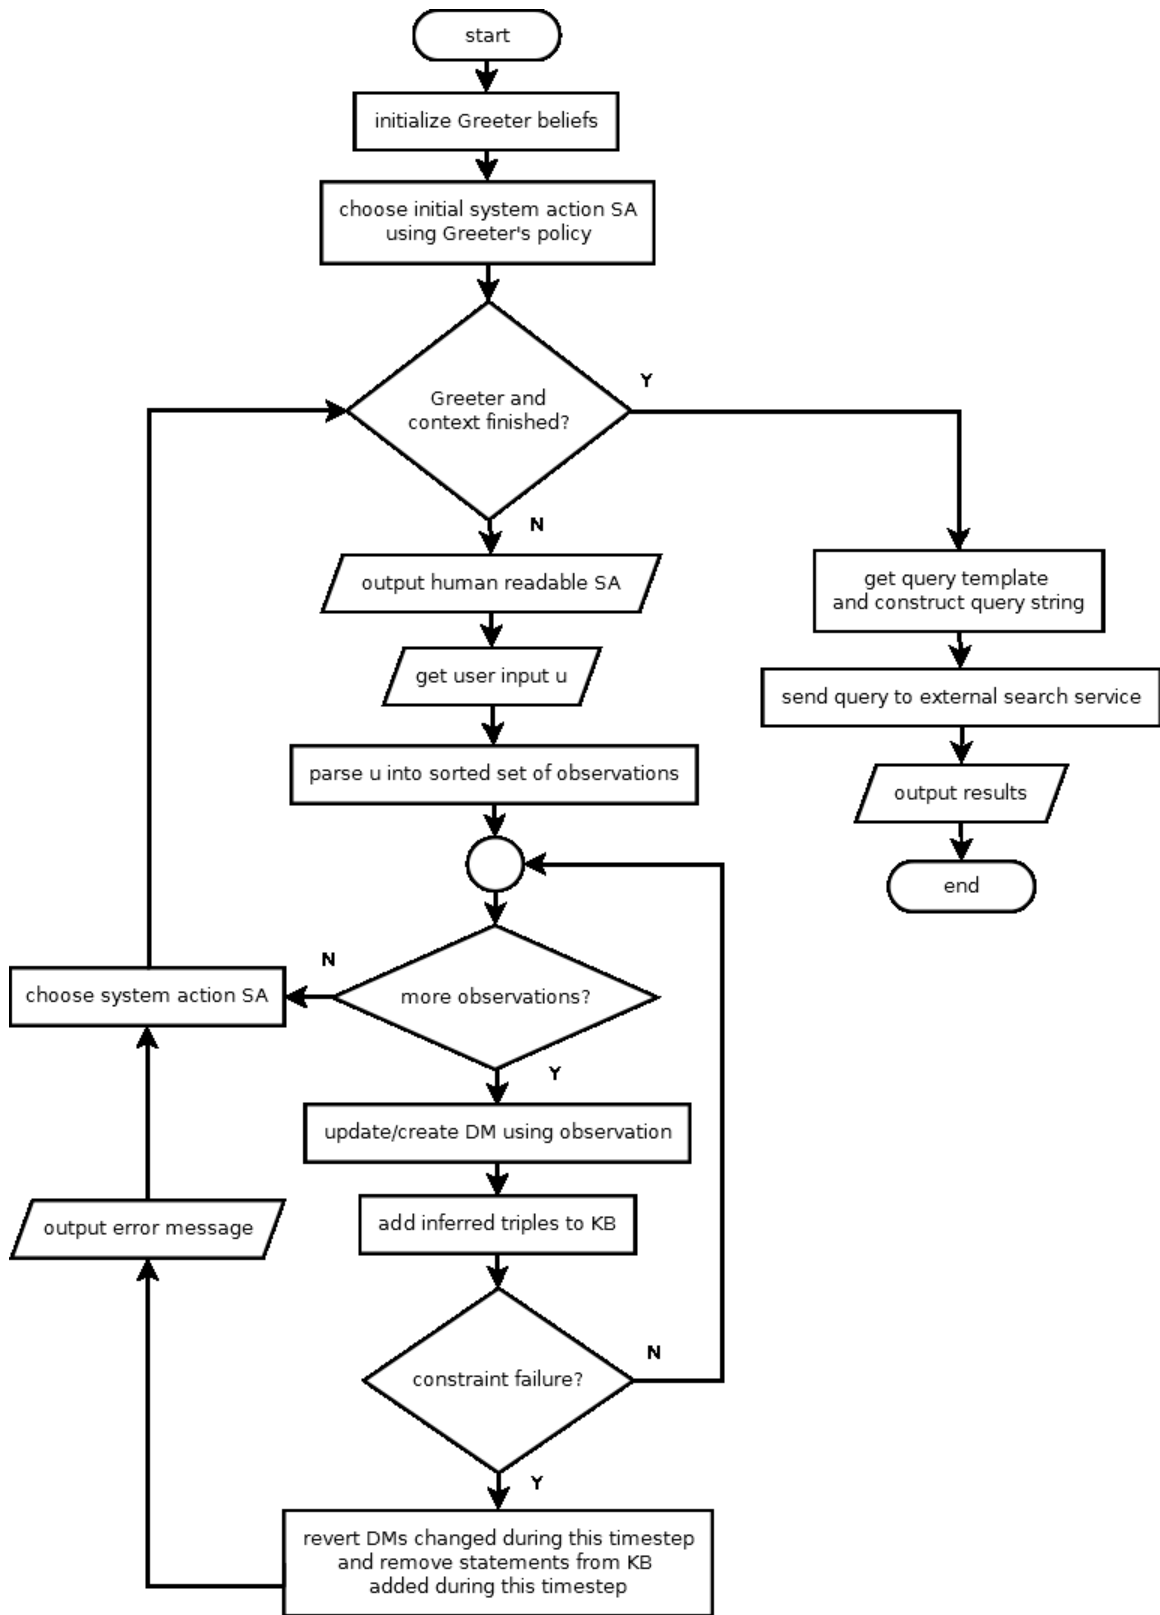 start
initialize Greeter beliefs
choose initial system action SA
using Greeter's policy
Greeter and
context finished?
Y
N
output human readable SA
get user input u
parse u into sorted set of observations
get query template
and construct query string
send query to external search service
output results
end
more observations?
N
choose system action SA
Y
update/create DM using observation
add inferred triples to KB
output error message
constraint failure?
N
Y
revert DMs changed during this timestep
and remove statements from KB
added during this timestep